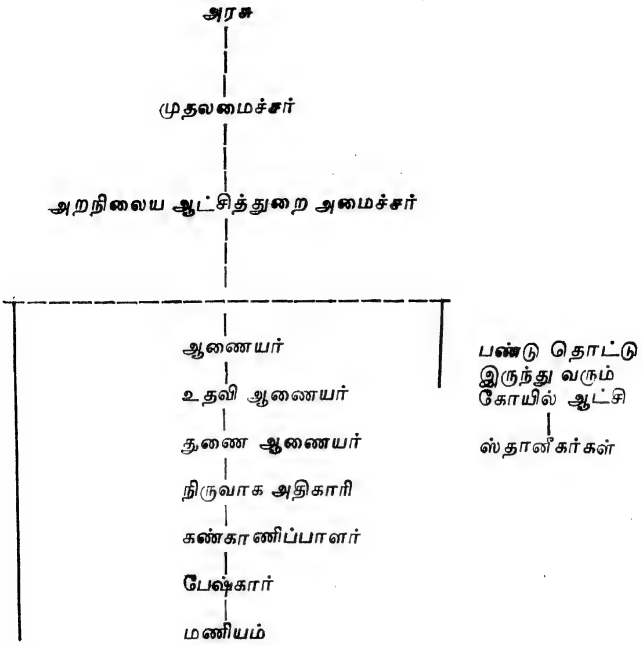 அரசு
முதலமைச்சர்
அறநிலைய ஆட்சித்துறை அமைச்சர்
ஆணையர்
உதவி ஆணையர்
துணை ஆணையர்
நிருவாக அதிகாரி
கண்காணிப்பாளர்
பேஷ்கார்
மணியம்
பண்டு தொட்டு
இருந்து வரும்
கோயில் ஆட்சி
ஸ்தானீகர்கள்